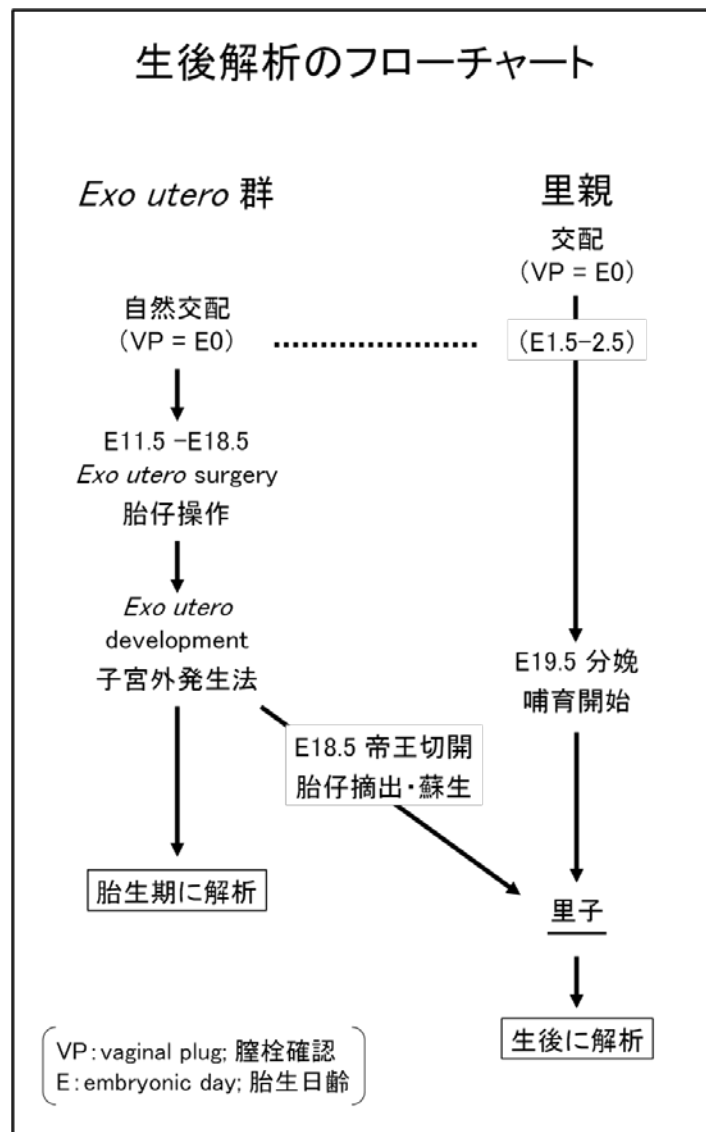 生後解析のフローチャート
Exo utero 群
自然交配
(VP = E0)
E11.5 –E18.5
Exo utero surgery
胎仔操作
Exo utero
development
子宮外発生法
E18.5 帝王切開
胎仔摘出・蘇生
胎生期に解析
里親
交配
(VP = E0)
(E1.5–2.5)
E19.5 分娩
哺育開始
里子
生後に解析
VP：vaginal plug; 膣栓確認
E：embryonic day; 胎生日齢